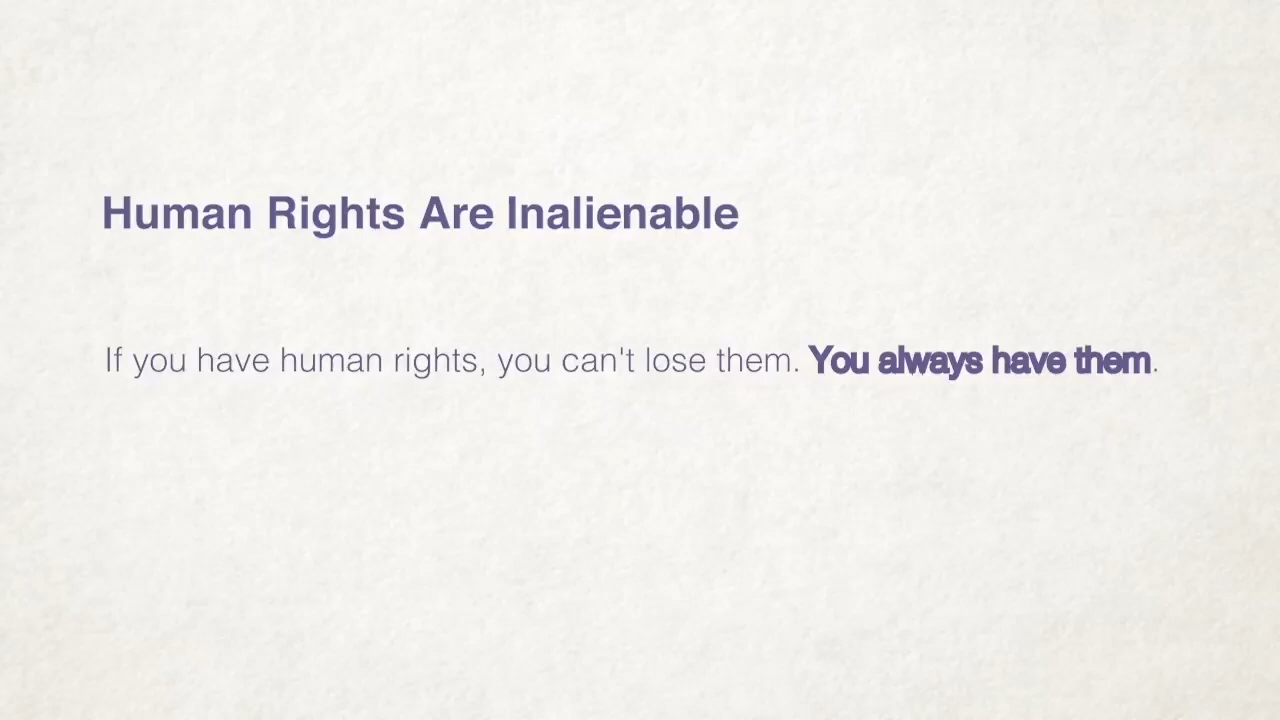 Human Rights Are Inalienable
If you have human rights, you can't lose them. You always have them.